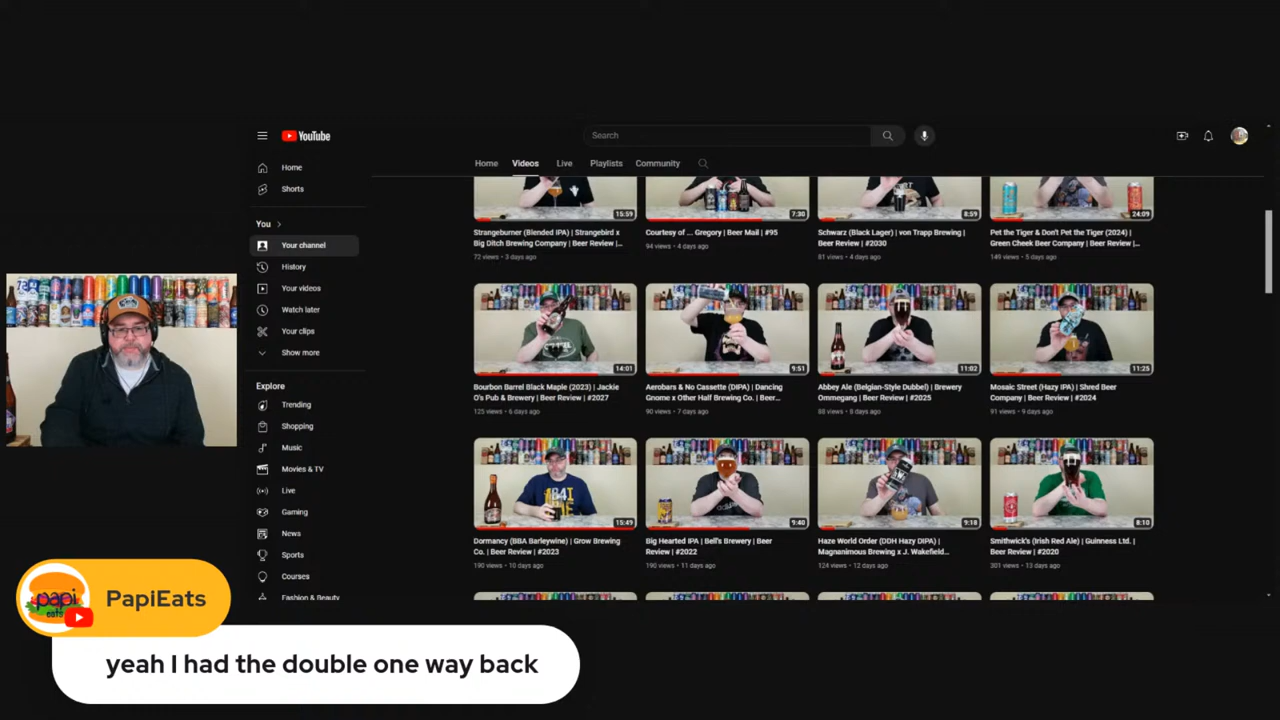 YouTube
Search
Home
Videos
Live
Playlists
Community
Home
Shorts
You
Your channel
History
Your videos
Watch later
Your clips
Show more
Explore
Trending
Shopping
Music
Movies & TV
Live
Gaming
News
Sports
Courses
Fashion & Beauty
15:59
7:30
8:59
24:09
Strangeburner (Blended IPA) | Strangebird x
Big Ditch Brewing Company | Beer Review |...
72 views • 3 days ago
Courtesy of ... Gregory | Beer Mail | #95
94 views • 4 days ago
Schwarz (Black Lager) | von Trapp Brewing |
Beer Review | #2030
81 views • 4 days ago
Pet the Tiger & Don't Pet the Tiger (2024) |
Green Cheek Beer Company | Beer Review |...
149 views • 5 days ago
14:01
9:51
11:02
11:25
Bourbon Barrel Black Maple (2023) | Jackie
O's Pub & Brewery | Beer Review | #2027
125 views • 6 days ago
Aerobars & No Cassette (DIPA) | Dancing
Gnome x Other Half Brewing Co. | Beer...
90 views • 7 days ago
Abbey Ale (Belgian-Style Dubbel) | Brewery
Ommegang | Beer Review | #2025
88 views • 8 days ago
Mosaic Street (Hazy IPA) | Shred Beer
Company | Beer Review | #2024
91 views • 9 days ago
15:49
9:40
9:18
8:10
Dormancy (BBA Barleywine) | Grow Brewing
Co. | Beer Review | #2023
190 views • 10 days ago
Big Hearted IPA | Bell's Brewery | Beer
Review | #2022
190 views • 11 days ago
Haze World Order (DDH Hazy DIPA) |
Magnanimous Brewing x J. Wakefield...
124 views • 12 days ago
Smithwick's (Irish Red Ale) | Guinness Ltd. |
Beer Review | #2020
301 views • 13 days ago
papi
eats
PapiEats
yeah I had the double one way back